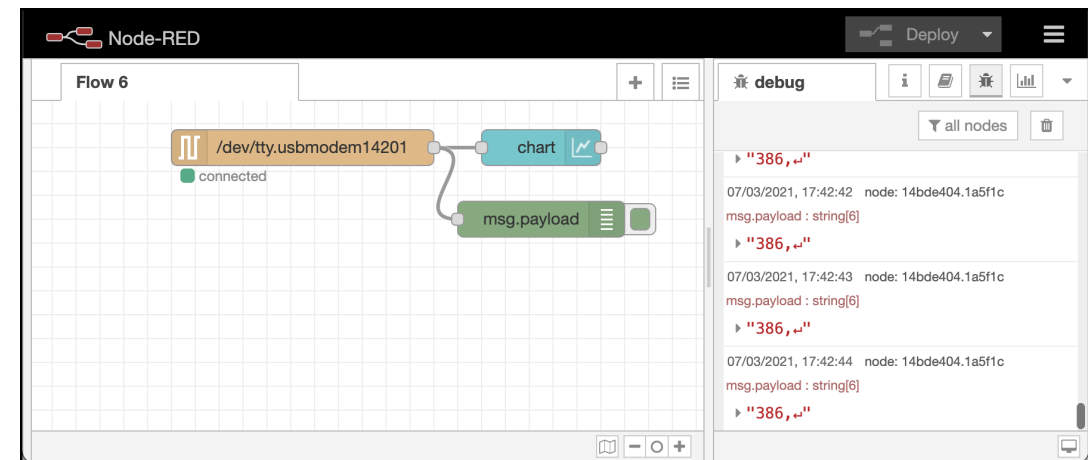 Node-RED
Deploy
Flow 6
debug
all nodes
/dev/tty.usbmodem14201
connected
chart
msg.payload
"386,↵"
07/03/2021, 17:42:42 node: 14bde404.1a5f1c
msg.payload : string[6]
"386,↵"
07/03/2021, 17:42:43 node: 14bde404.1a5f1c
msg.payload : string[6]
"386,↵"
07/03/2021, 17:42:44 node: 14bde404.1a5f1c
msg.payload : string[6]
"386,↵"